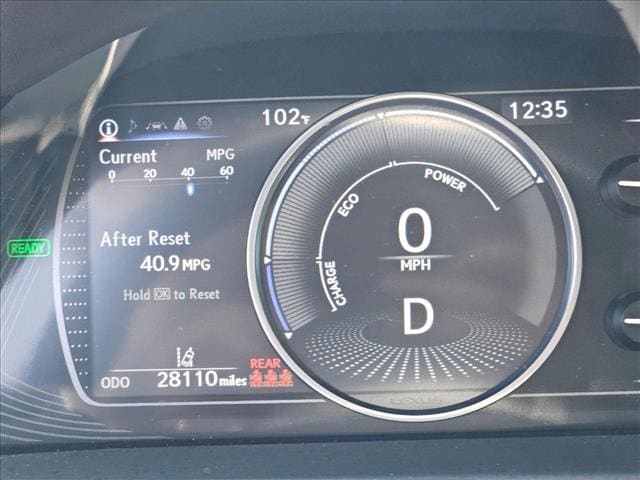 102°F
12:35
Current MPG
0 20 40 60
After Reset
40.9 MPG
Hold OK to Reset
READY
ODO 28110 miles
REAR
CHARGE
ECO
POWER
0
MPH
D
LEXUS